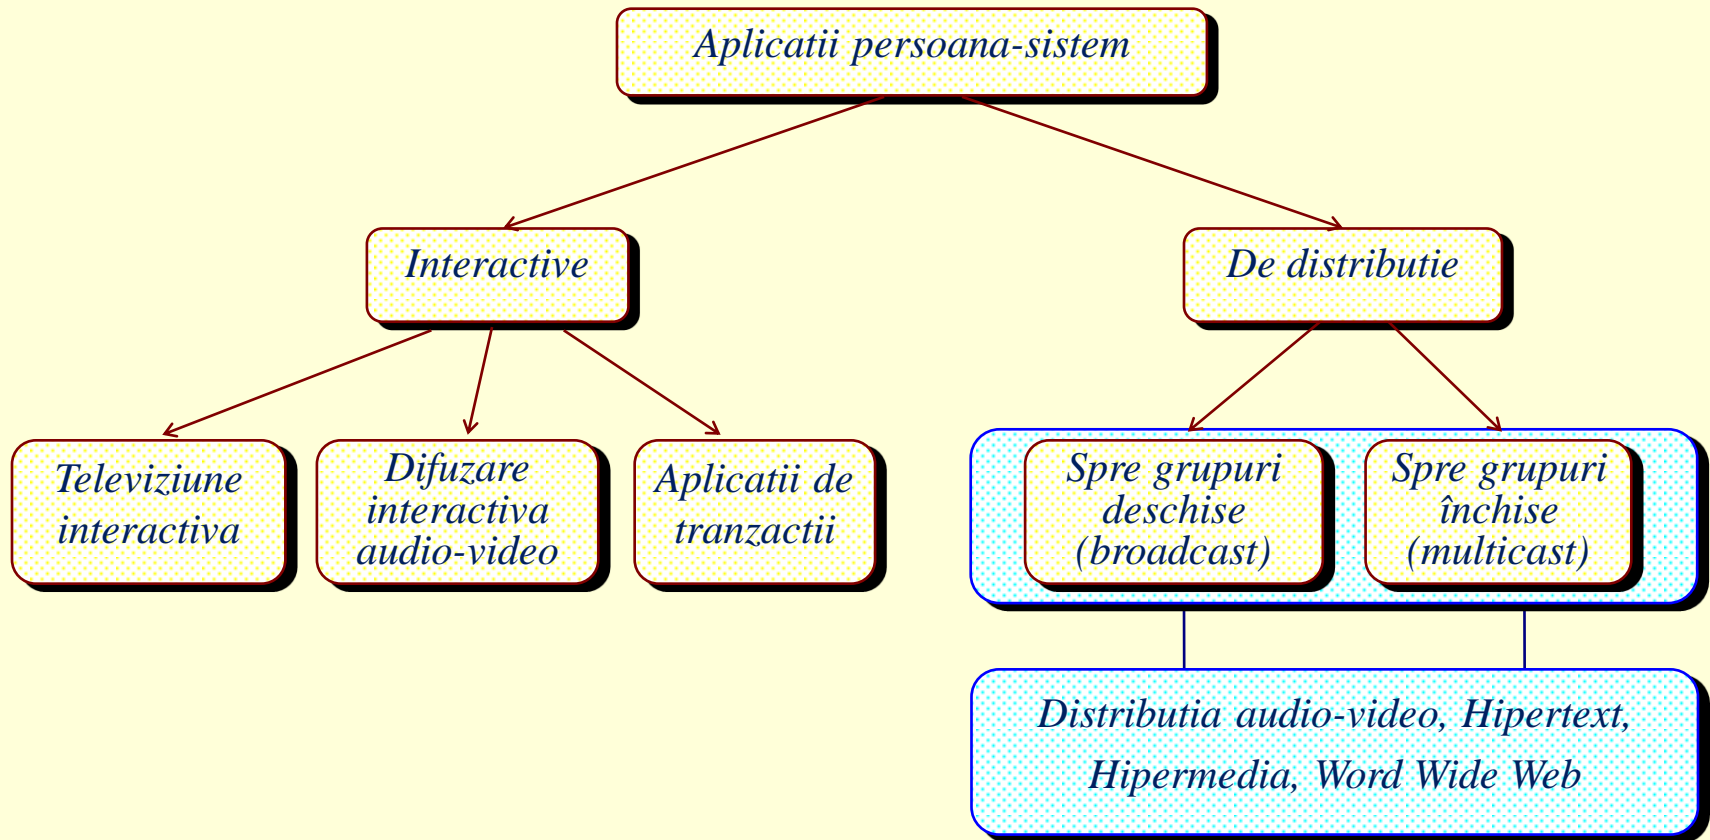 Aplicatii persoana-sistem
Interactive
De distributie
Televiziune
interactiva
Difuzare
interactiva
audio-video
Aplicatii de
tranzactii
Spre grupuri
deschise
(broadcast)
Spre grupuri
închise
(multicast)
Distributia audio-video, Hipertext,
Hipermedia, Word Wide Web